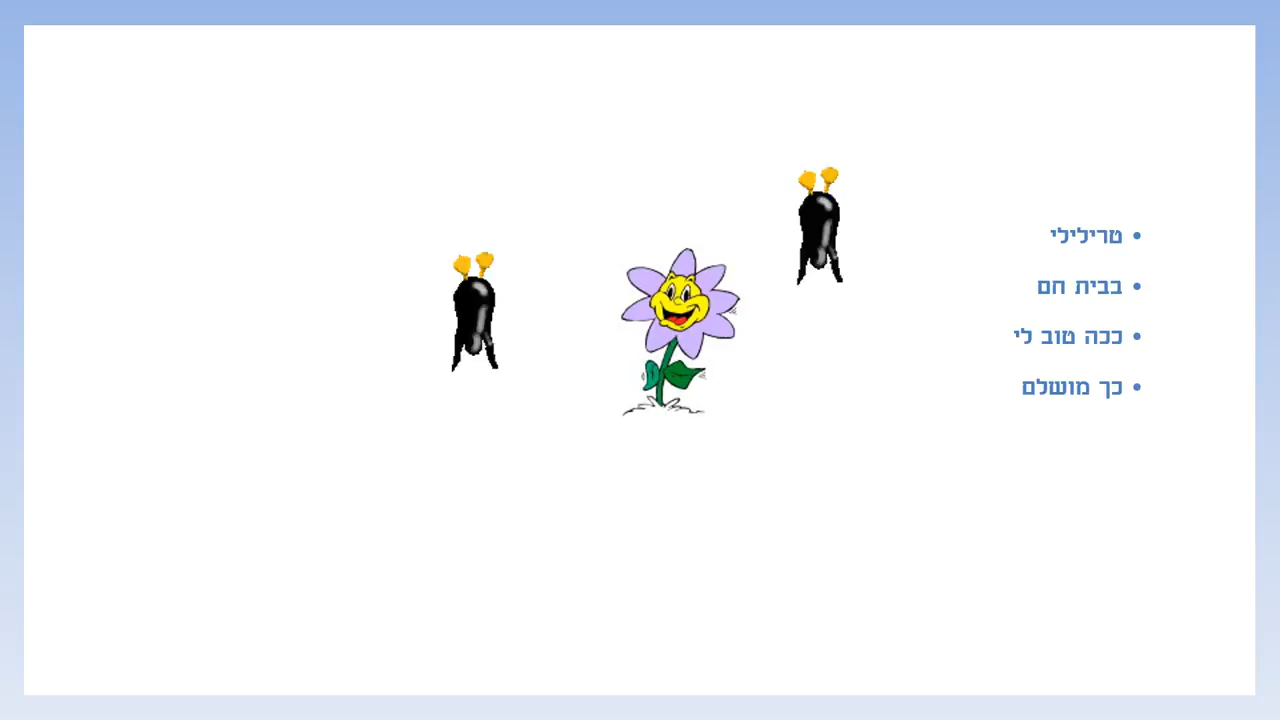 • טרילילי
• בבית חם
• ככה טוב לי
• כך מושלם